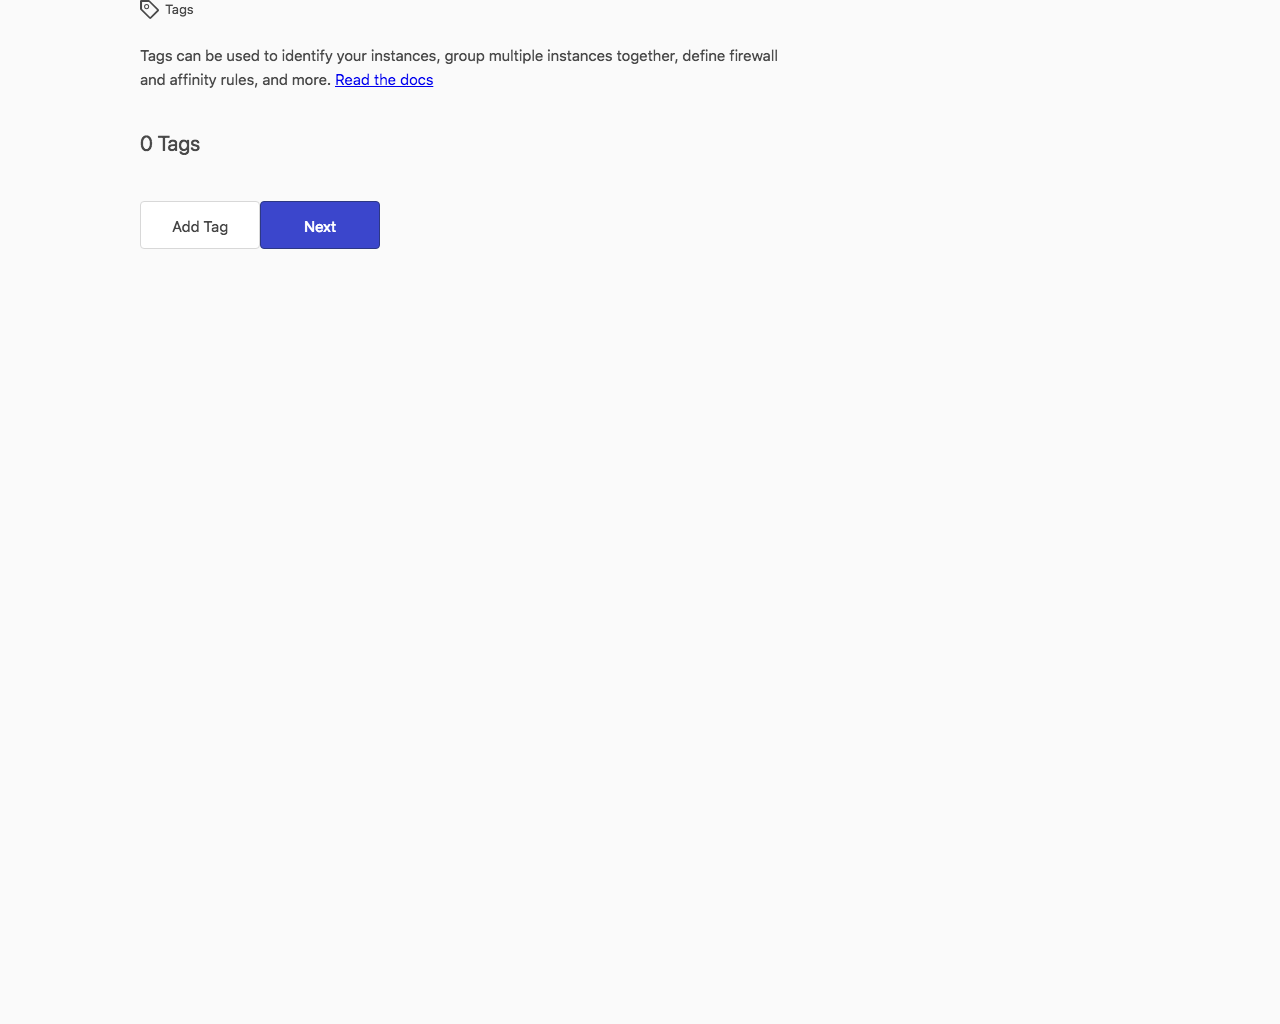 Tags
Tags can be used to identify your instances, group multiple instances together, define firewall
and affinity rules, and more. Read the docs
0 Tags
Add Tag
Next